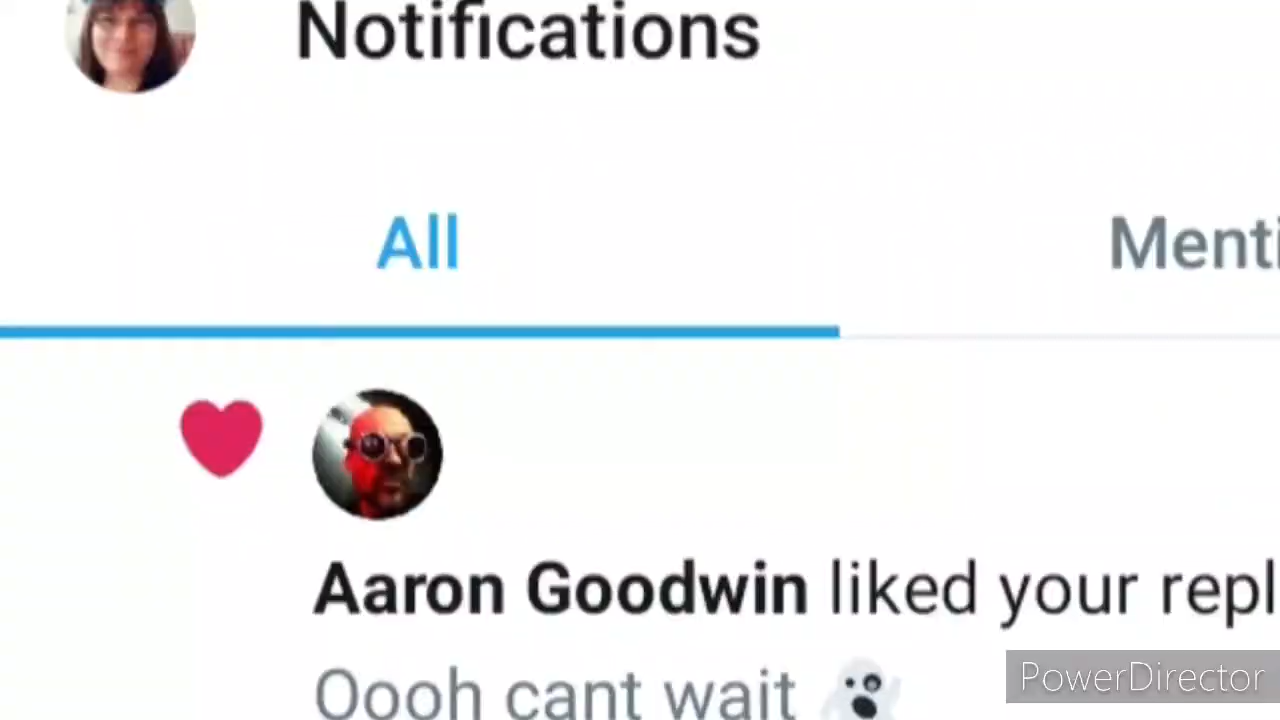 Notifications
All Menti
Aaron Goodwin liked your repl
Oooh cant wait 👻
PowerDirector